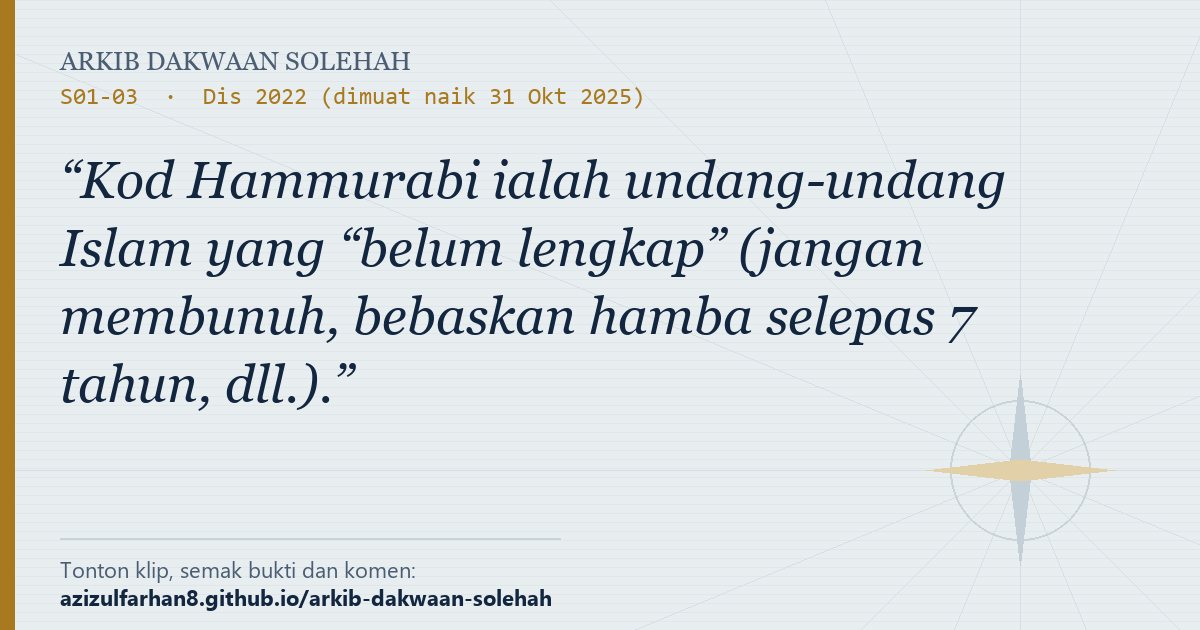 ARKIB DAKWAAN SOLEHAH
S01-03 · Dis 2022 (dimuat naik 31 Okt 2025)
“Kod Hammurabi ialah undang-undang
Islam yang “belum lengkap” (jangan
membunuh, bebaskan hamba selepas 7
tahun, dll.).”
Tonton klip, semak bukti dan komen:
azizulfarhan8.github.io/arkib-dakwaan-solehah